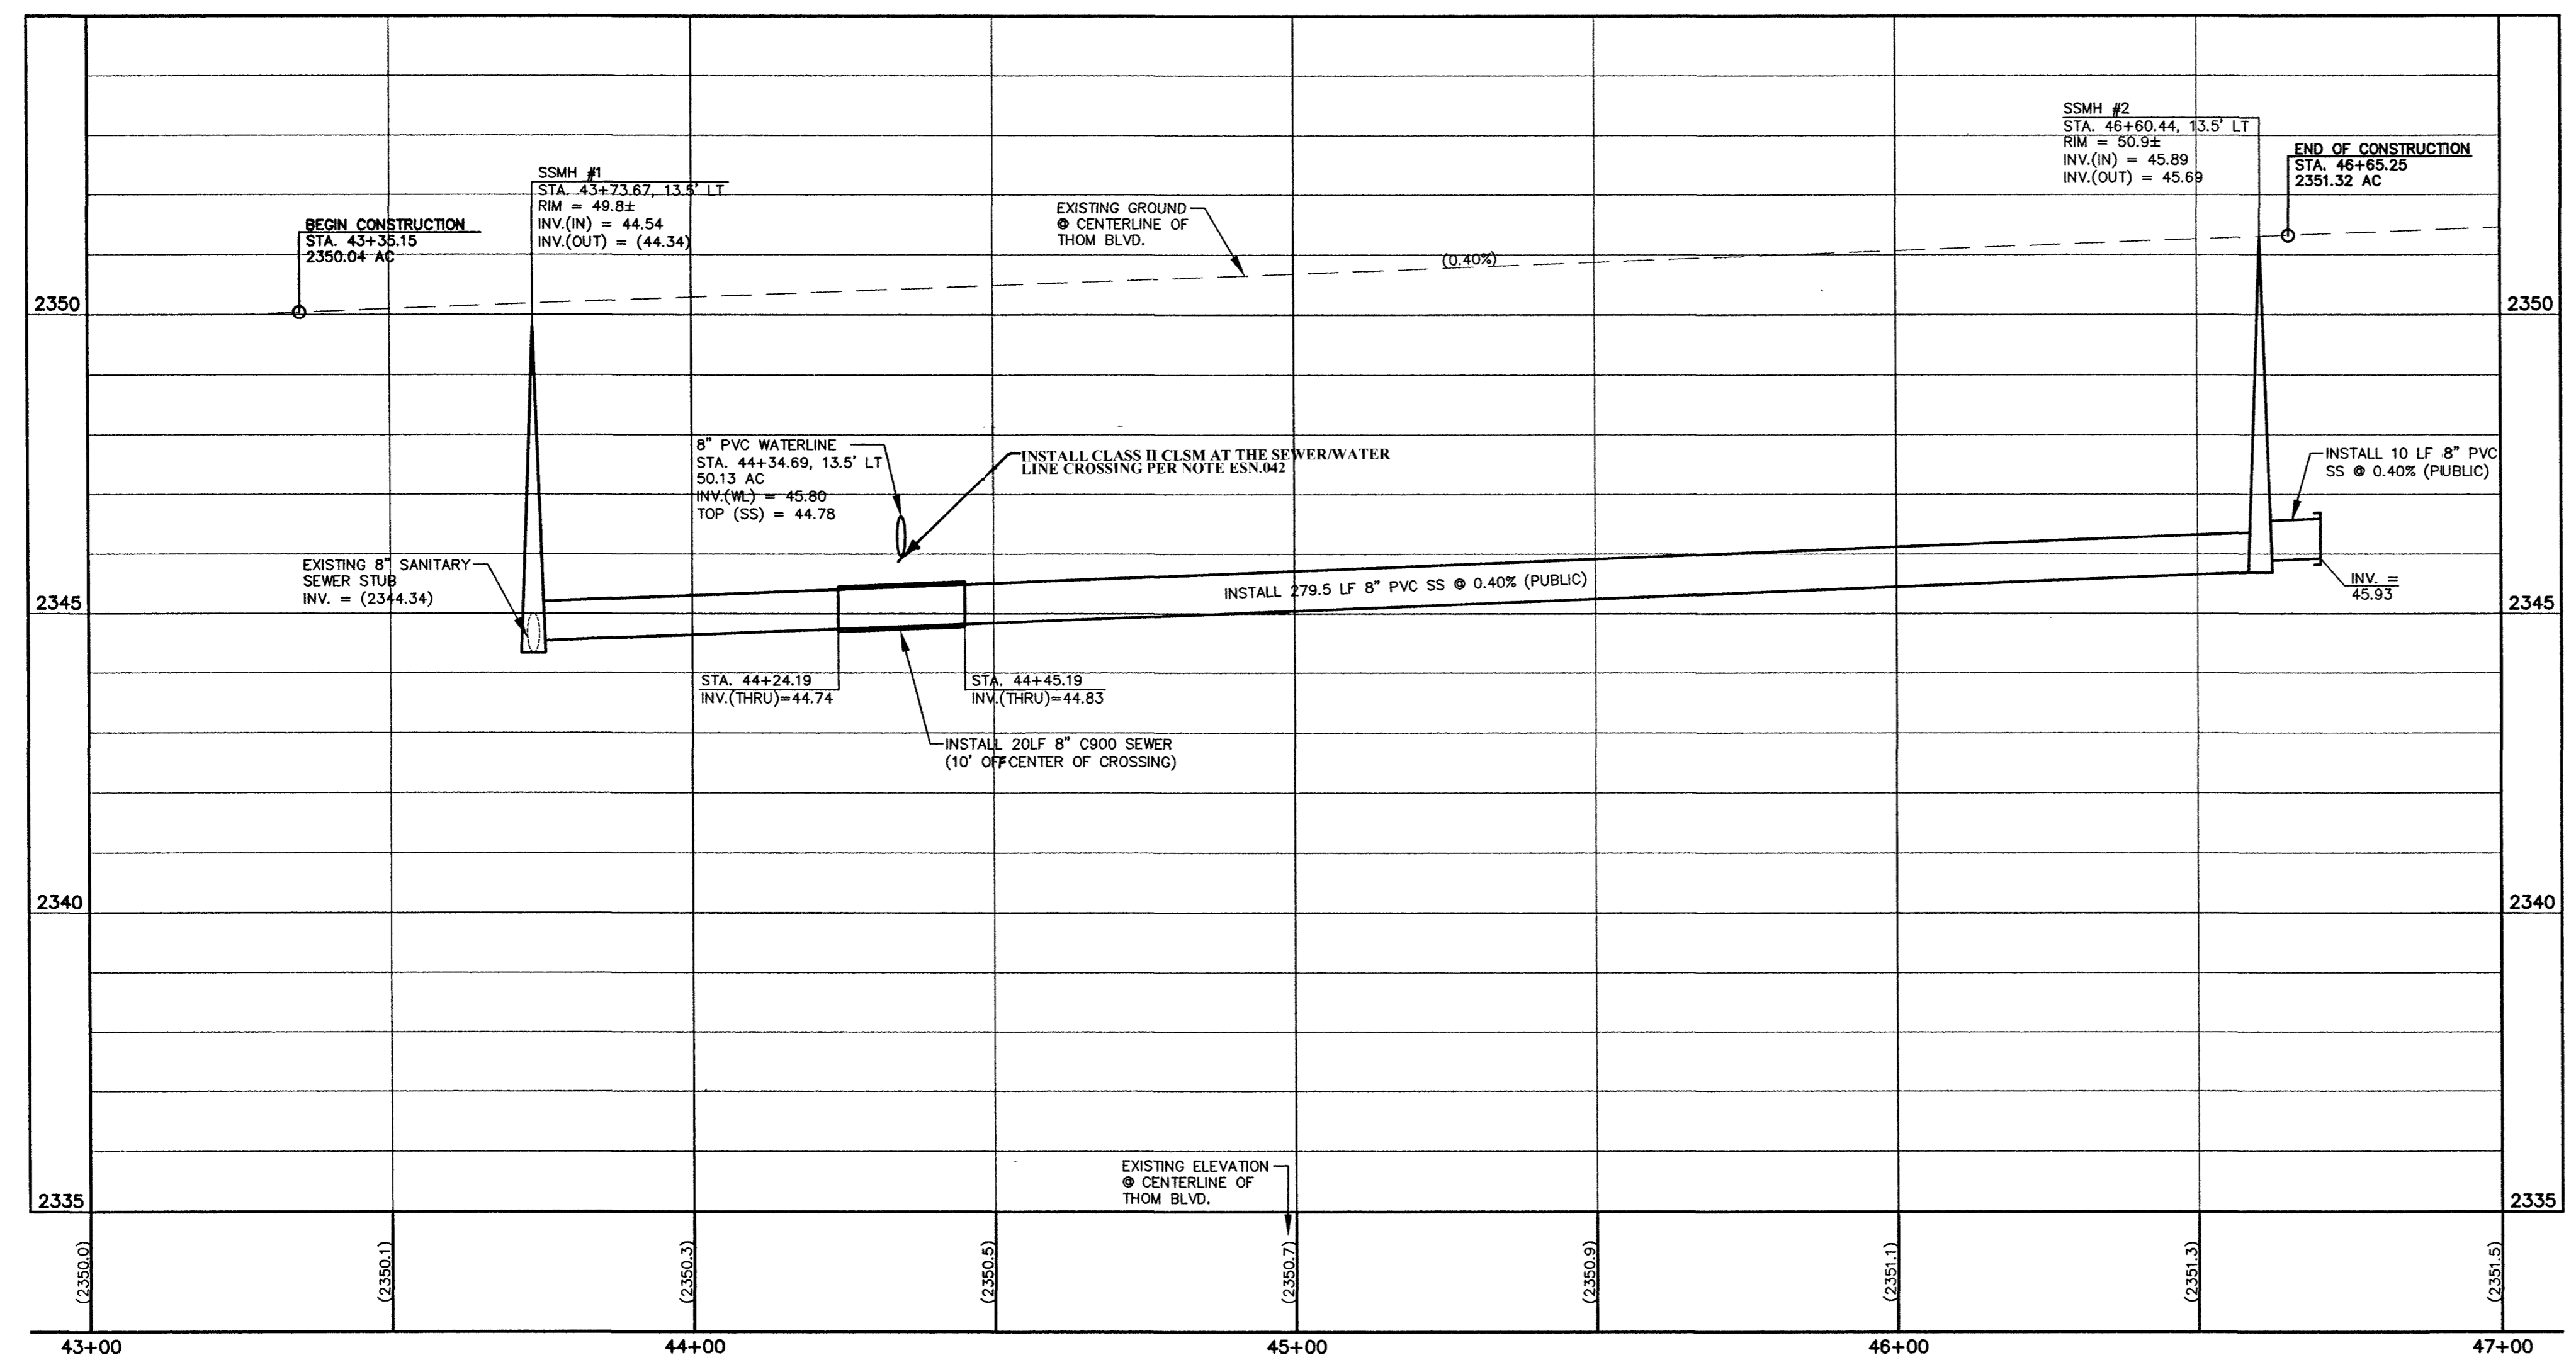 SSMH #2
STA. 46+60.44, 13.5' LT
RIM = 50.9±
INV.(IN) = 45.89
INV.(OUT) = 45.69
END OF CONSTRUCTION
STA. 46+65.25
2351.32 AC
SSMH #1
STA. 43+73.67, 13.5' LT
RIM = 49.8±
INV.(IN) = 44.54
INV.(OUT) = (44.34)
BEGIN CONSTRUCTION
STA. 43+35.15
2350.04 AC
EXISTING GROUND
@ CENTERLINE OF
THOM BLVD.
(0.40%)
2350
2350
8" PVC WATERLINE
STA. 44+34.69, 13.5' LT
50.13 AC
INV.(WL) = 45.80
TOP (SS) = 44.78
INSTALL CLASS II CLSM AT THE SEWER/WATER
LINE CROSSING PER NOTE ESN.042
INSTALL 10 LF 8" PVC
SS @ 0.40% (PUBLIC)
EXISTING 8" SANITARY
SEWER STUB
INV. = (2344.34)
INSTALL 279.5 LF 8" PVC SS @ 0.40% (PUBLIC)
INV. =
45.93
2345
2345
STA. 44+24.19
INV.(THRU)=44.74
STA. 44+45.19
INV.(THRU)=44.83
INSTALL 20LF 8" C900 SEWER
(10' OFF CENTER OF CROSSING)
2340
2340
EXISTING ELEVATION
@ CENTERLINE OF
THOM BLVD.
2335
2335
(2350.0)
(2350.1)
(2350.3)
(2350.5)
(2350.7)
(2350.9)
(2351.1)
(2351.3)
(2351.5)
43+00
44+00
45+00
46+00
47+00